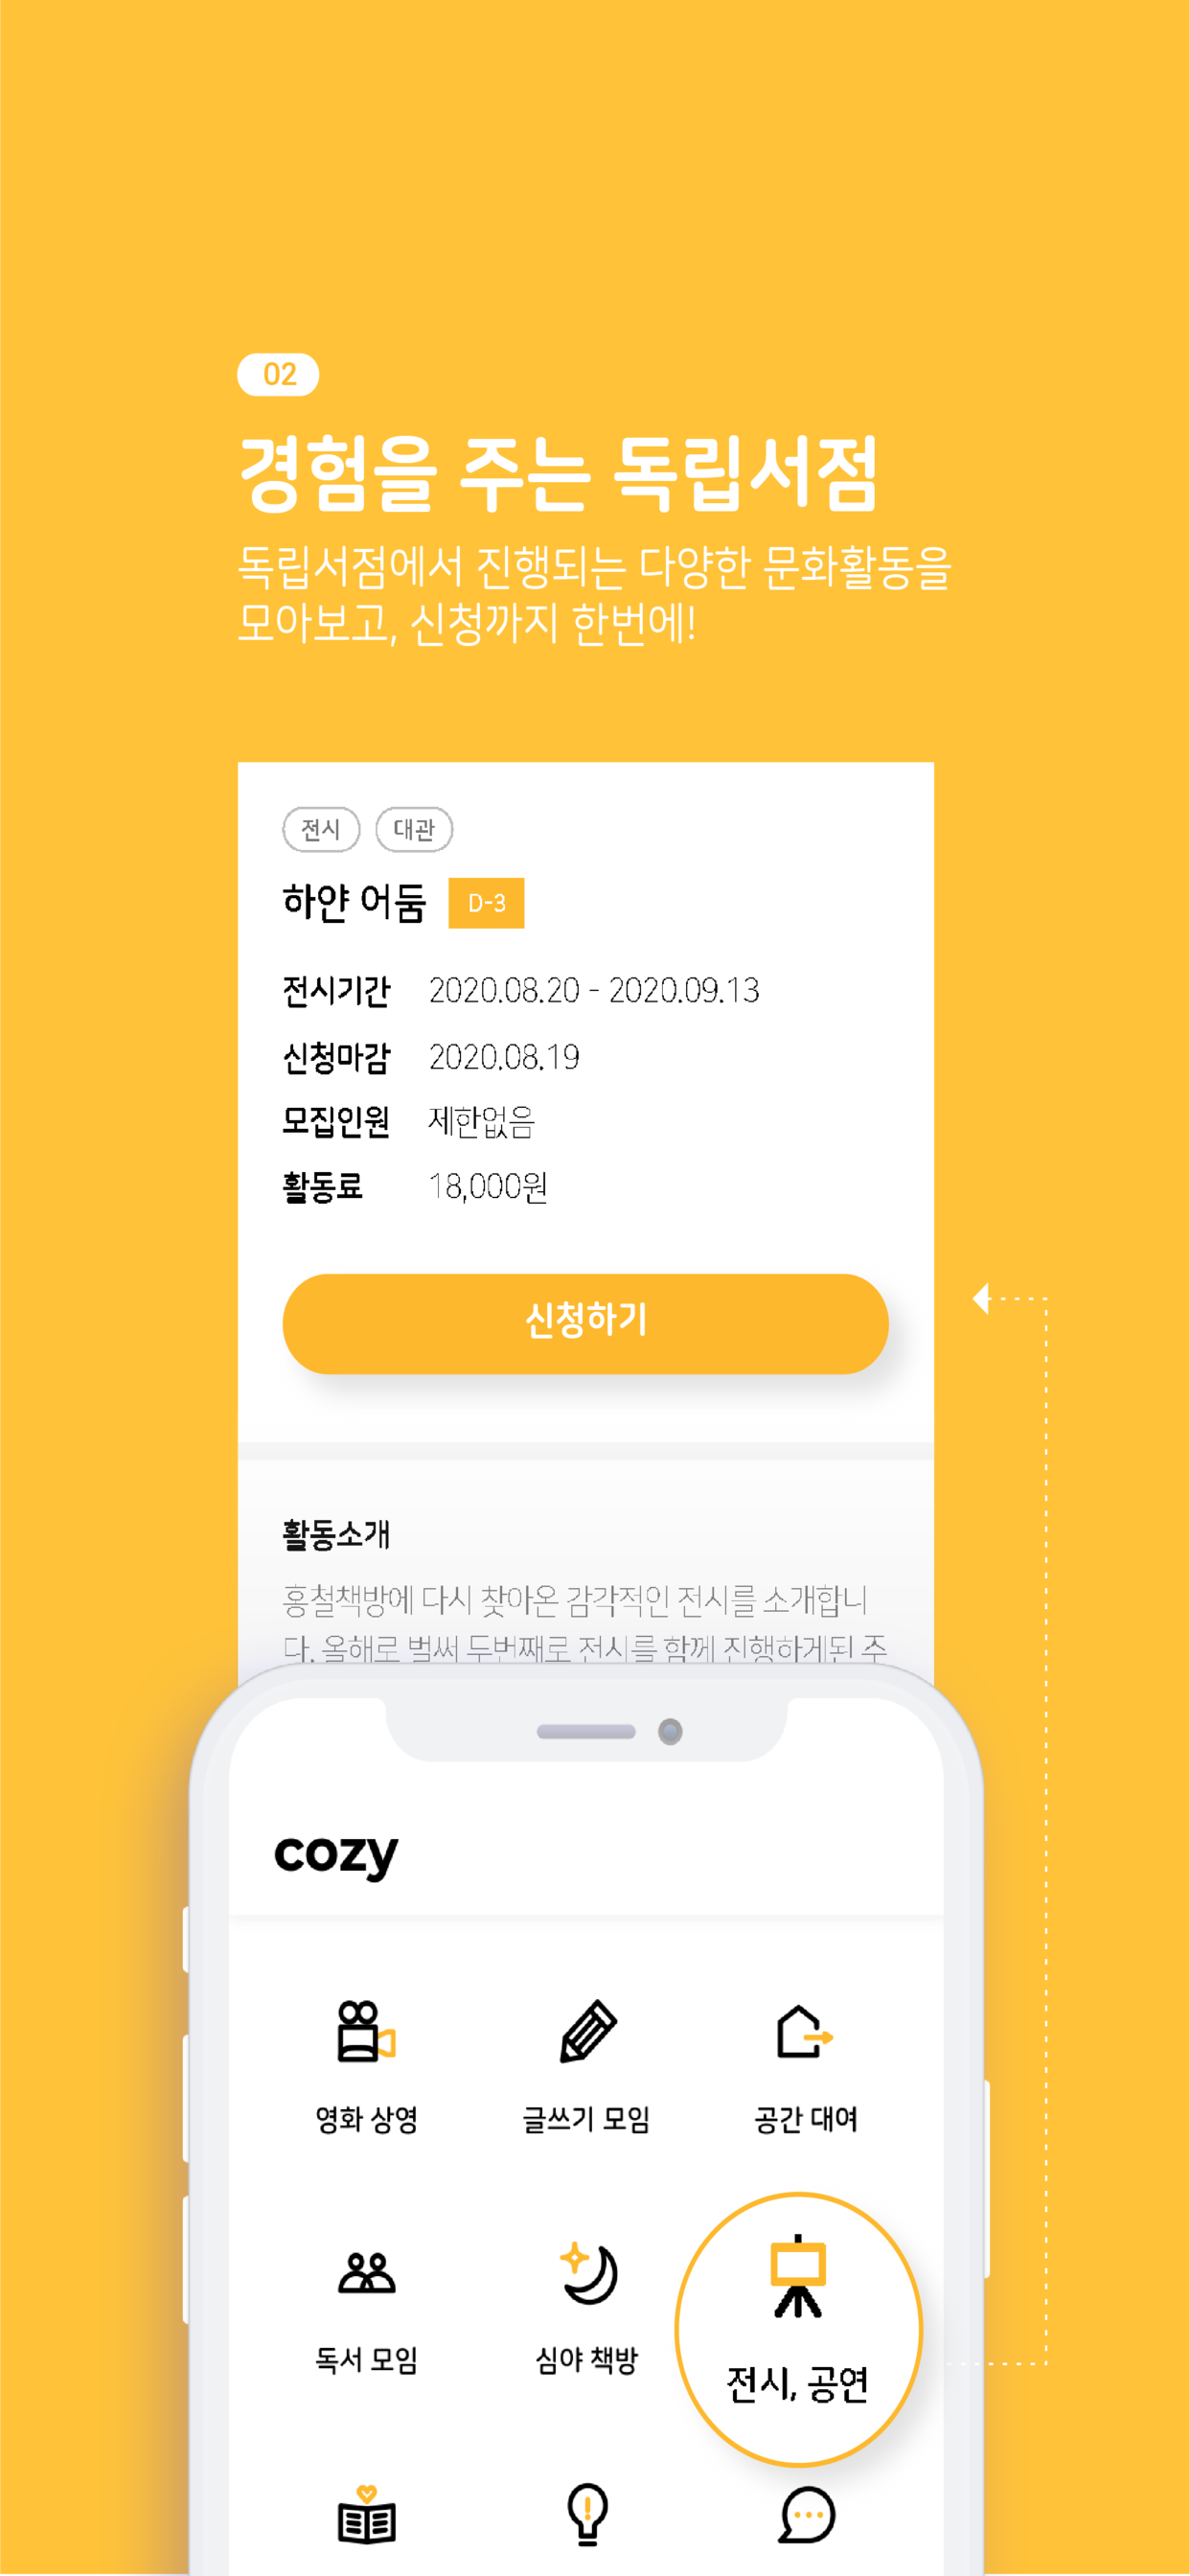 02
경험을 주는 독립서점
독립서점에서 진행되는 다양한 문화활동을
모아보고, 신청까지 한번에!
전시 대관
하얀 어둠 D-3
전시기간 2020.08.20 - 2020.09.13
신청마감 2020.08.19
모집인원 제한없음
활동료 18,000원
신청하기
활동소개
홍철책방에 다시 찾아온 감각적인 전시를 소개합니
다. 올해로 벌써 두번째로 전시를 함께 진행하게된 주
cozy
영화 상영 글쓰기 모임 공간 대여
독서 모임 심야 책방 전시, 공연